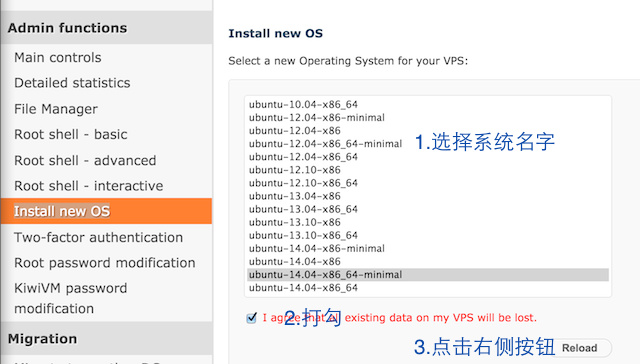 Admin functions
Main controls
Detailed statistics
File Manager
Root shell - basic
Root shell - advanced
Root shell - interactive
Install new OS
Two-factor authentication
Root password modification
KiwiVM password
modification
Migration
Install new OS
Select a new Operating System for your VPS:
ubuntu-10.04-x86_64
ubuntu-12.04-x86-minimal
ubuntu-12.04-x86
ubuntu-12.04-x86_64-minimal
ubuntu-12.04-x86_64
ubuntu-12.10-x86
ubuntu-12.10-x86_64
ubuntu-13.04-x86
ubuntu-13.04-x86_64
ubuntu-13.10-x86
ubuntu-13.10-x86_64
ubuntu-14.04-x86-minimal
ubuntu-14.04-x86
ubuntu-14.04-x86_64-minimal
ubuntu-14.04-x86_64
1.选择系统名字
I agree that all existing data on my VPS will be lost.
2.打勾
3.点击右侧按钮
Reload